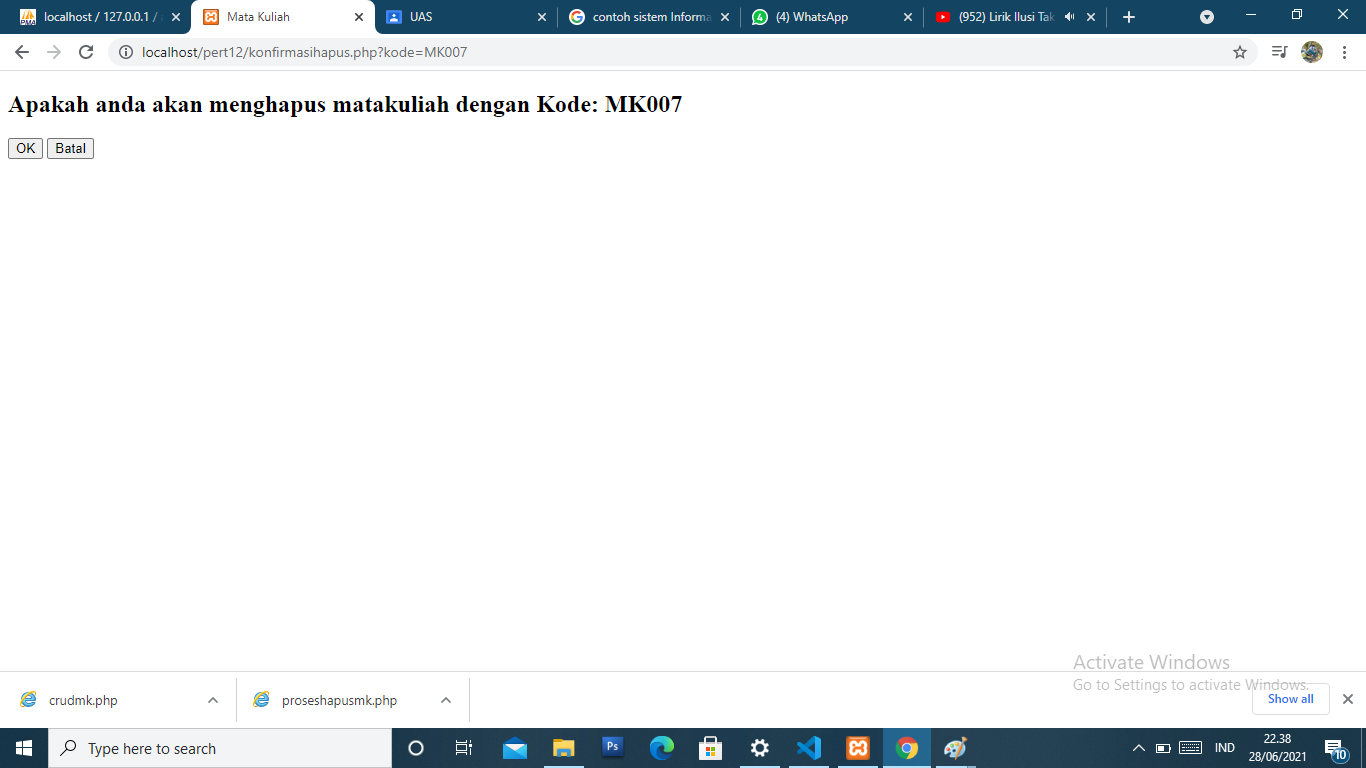 localhost / 127.0.0.1 /
Mata Kuliah
UAS
contoh sistem Informa
(4) WhatsApp
(952) Lirik Ilusi Tak
localhost/pert12/konfirmasihapus.php?kode=MK007
Apakah anda akan menghapus matakuliah dengan Kode: MK007
OK Batal
Activate Windows
Go to Settings to activate Windows.
crudmk.php
proseshapusmk.php
Show all
Type here to search
Ps
IND
22.38
28/06/2021
10